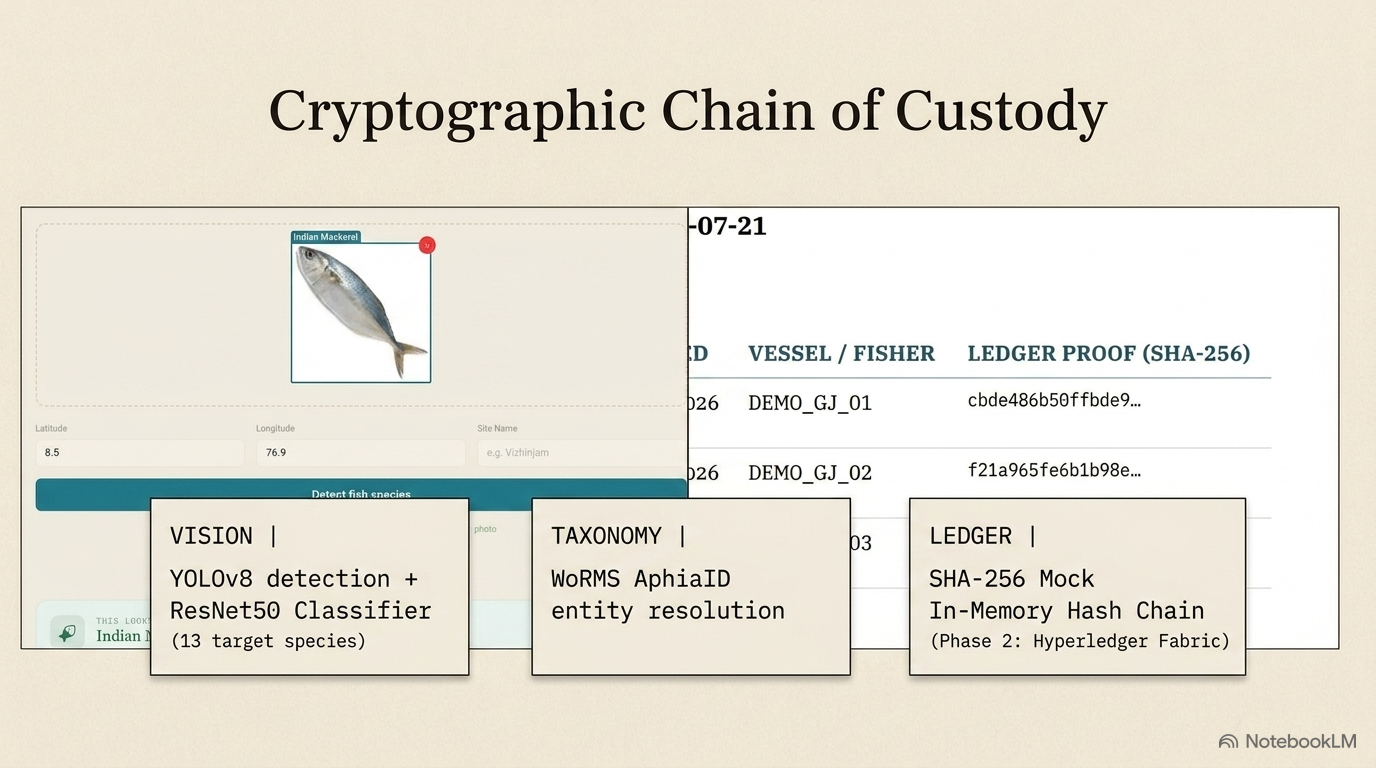 Cryptographic Chain of Custody
Indian Mackerel
Latitude
Longitude
Site Name
8.5
76.9
e.g. Vizhinjam
Detect fish species
photo
THIS LOOK
Indian
-07-21
VESSEL / FISHER
LEDGER PROOF (SHA-256)
026
DEMO_GJ_01
cbde486b50ffbde9…
026
DEMO_GJ_02
f21a965fe6b1b98e…
03
VISION |
YOLOv8 detection +
ResNet50 Classifier
(13 target species)
TAXONOMY |
WoRMS AphiaID
entity resolution
LEDGER |
SHA-256 Mock
In-Memory Hash Chain
(Phase 2: Hyperledger Fabric)
NotebookLM